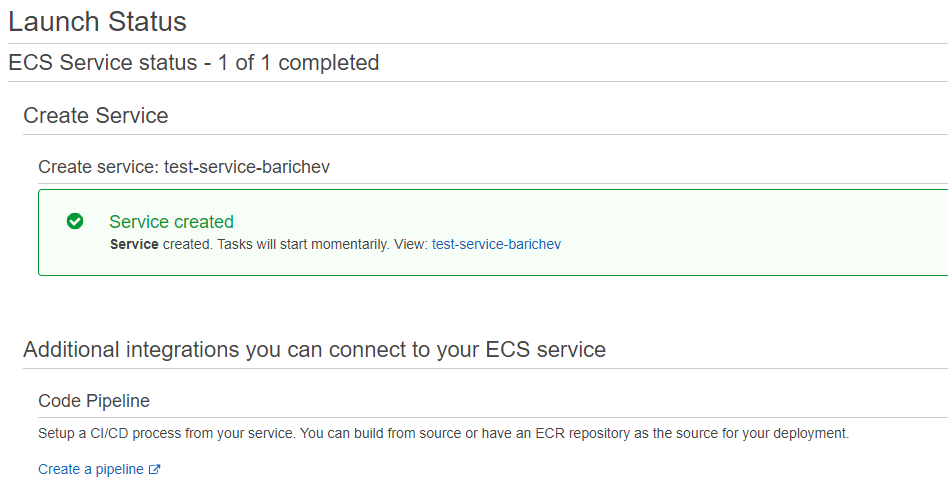 Launch Status
ECS Service status - 1 of 1 completed
Create Service
Create service: test-service-barichev
Service created
Service created. Tasks will start momentarily. View: test-service-barichev
Additional integrations you can connect to your ECS service
Code Pipeline
Setup a CI/CD process from your service. You can build from source or have an ECR repository as the source for your deployment.
Create a pipeline